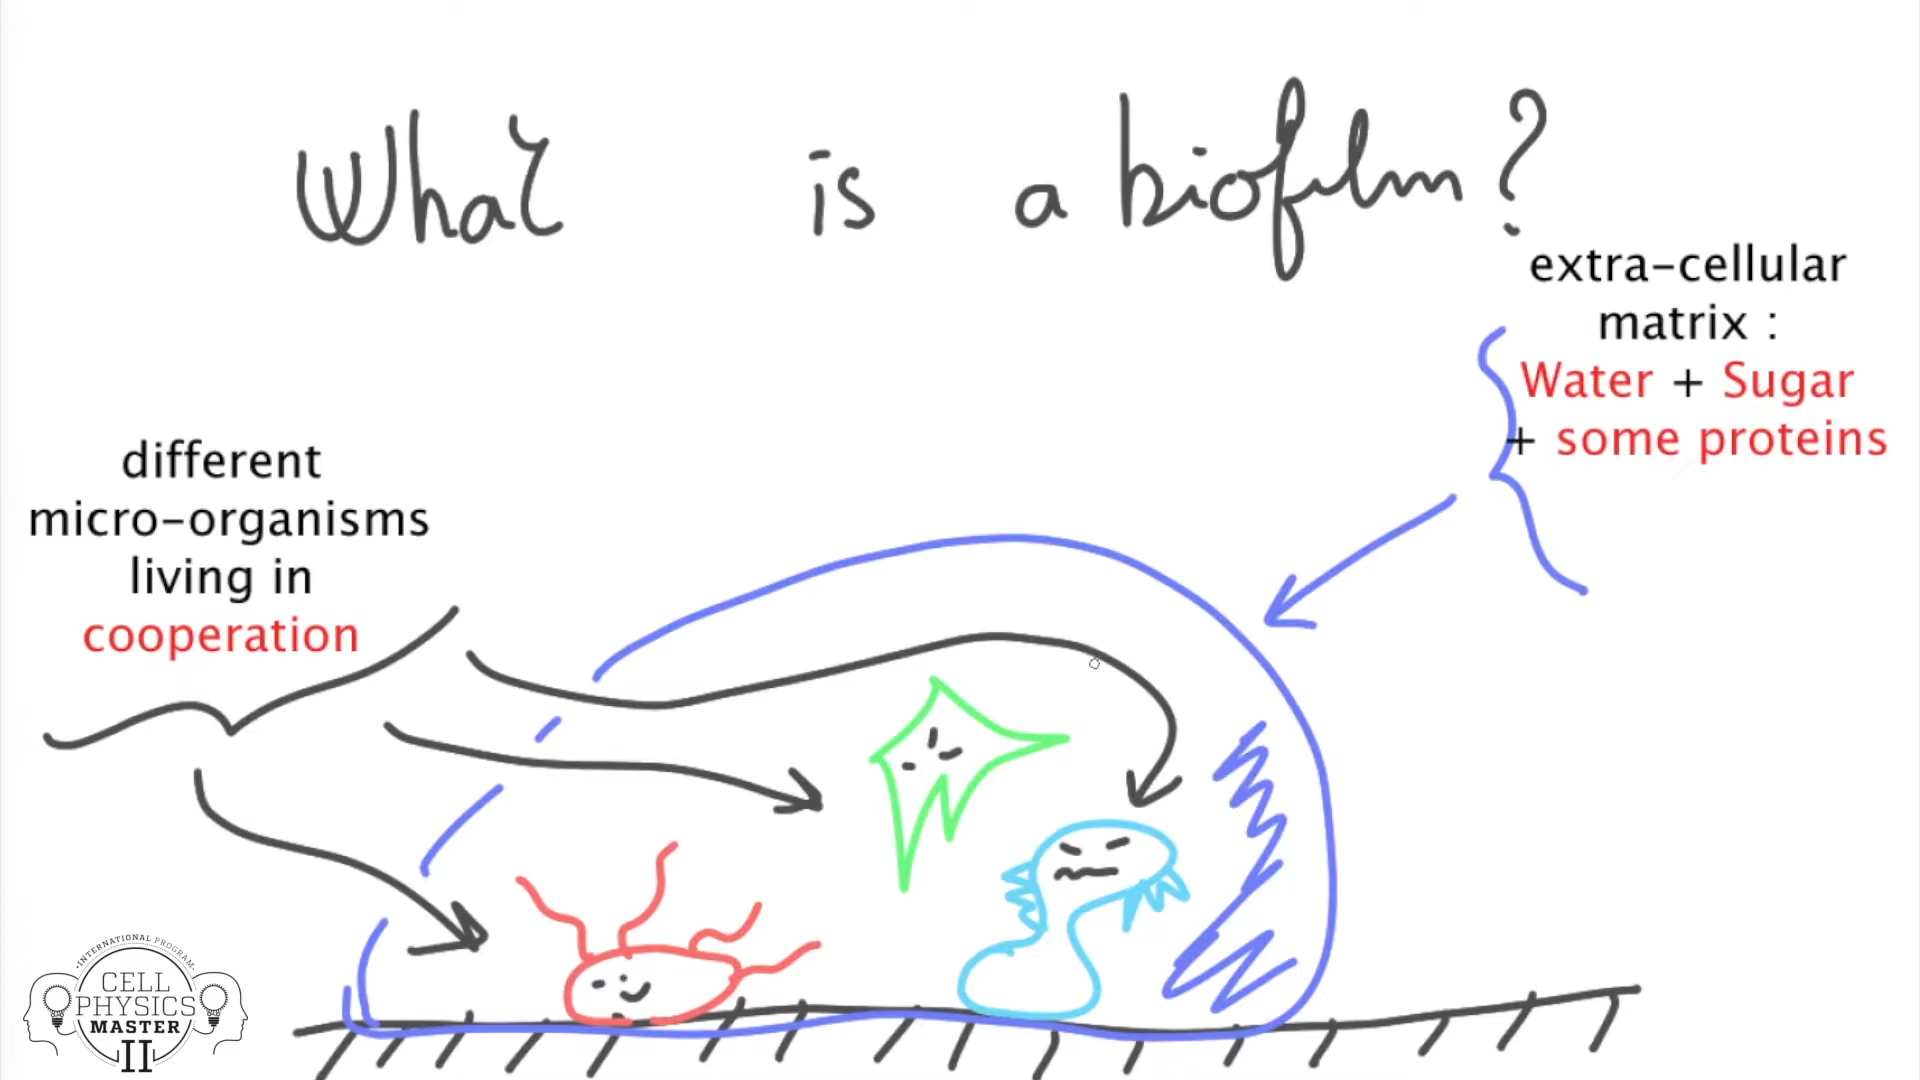 What is a biofilm?
extra-cellular
matrix :
Water + Sugar
+ some proteins
different
micro-organisms
living in
cooperation
INTERNATIONAL PROGRAM
CELL
PHYSICS
MASTER
II